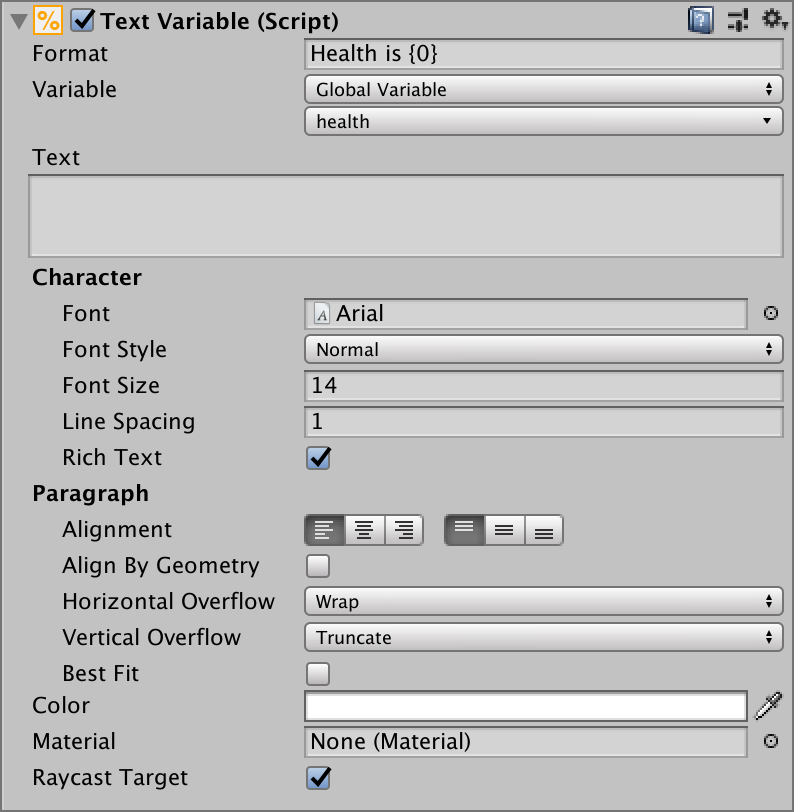 Text Variable (Script)
Format Health is {0}
Variable Global Variable
health
Text
Character
Font Arial
Font Style Normal
Font Size 14
Line Spacing 1
Rich Text
Paragraph
Alignment
Align By Geometry
Horizontal Overflow Wrap
Vertical Overflow Truncate
Best Fit
Color
Material None (Material)
Raycast Target